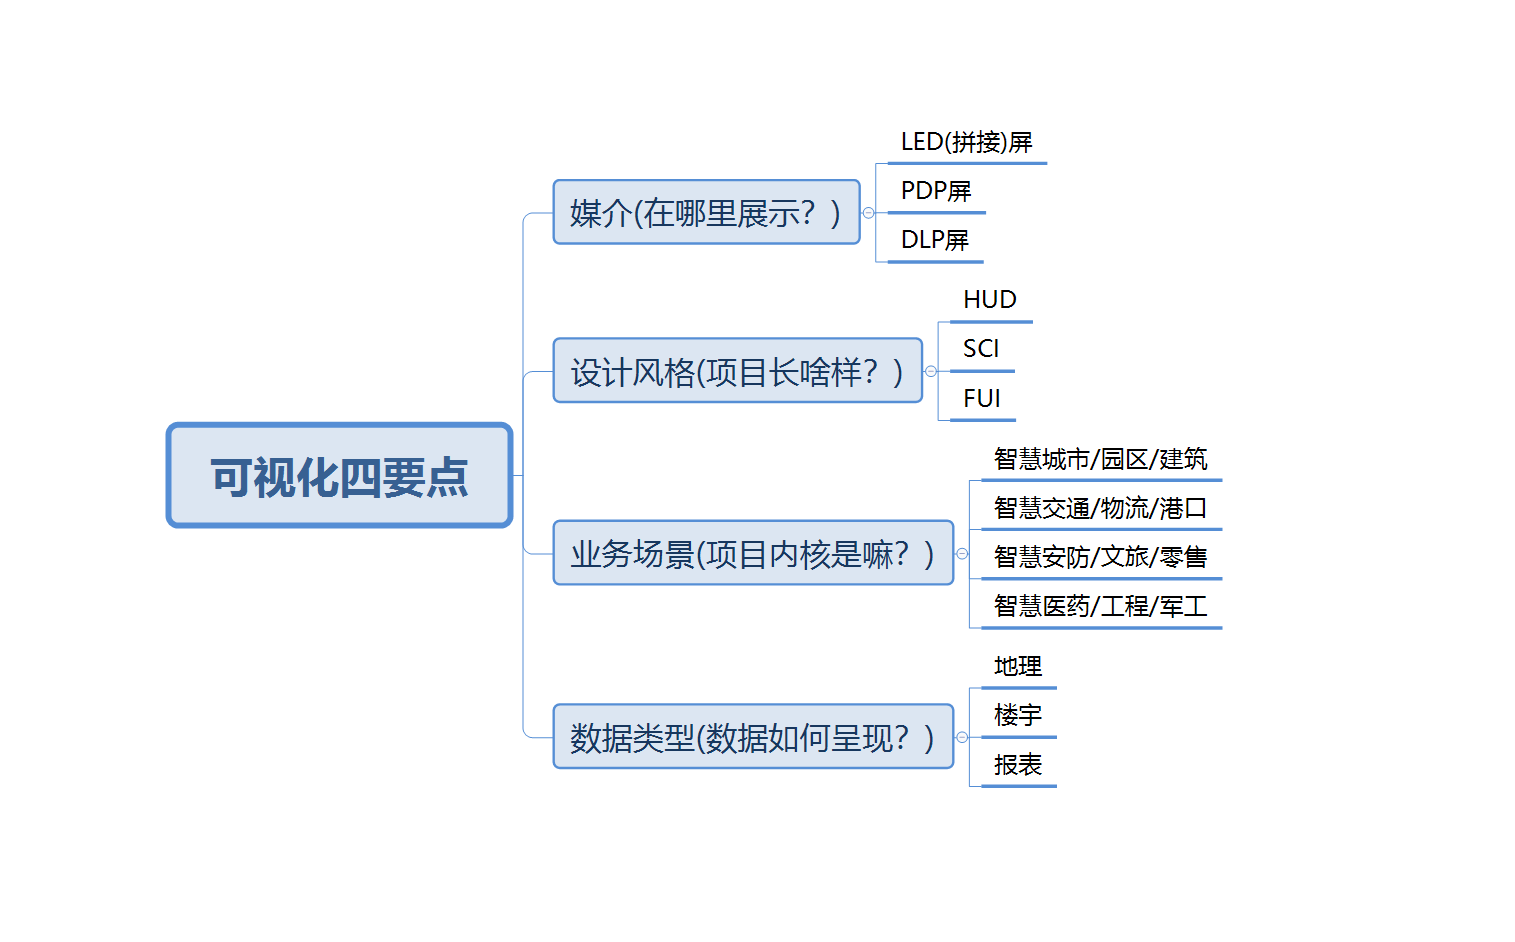 可视化四要点
媒介(在哪里展示？)
LED(拼接)屏
PDP屏
DLP屏
设计风格(项目长啥样？)
HUD
SCI
FUI
业务场景(项目内核是嘛？)
智慧城市/园区/建筑
智慧交通/物流/港口
智慧安防/文旅/零售
智慧医药/工程/军工
数据类型(数据如何呈现？)
地理
楼宇
报表